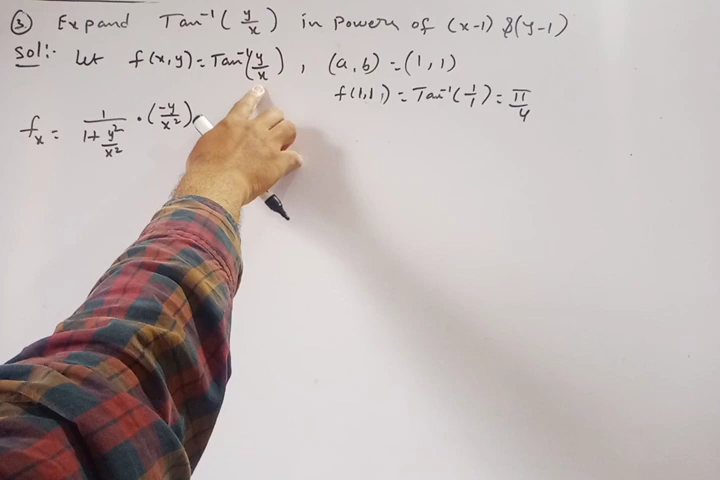 ③ Expand Tan⁻¹(y/x) in powers of (x-1) & (y-1)
Sol:- Let f(x,y) = Tan⁻¹(y/x), (a,b) = (1,1)
f(1,1,) = Tan⁻¹(1/1) = π/4
fₓ = 1/(1+y²/x²) · (-y/x²)